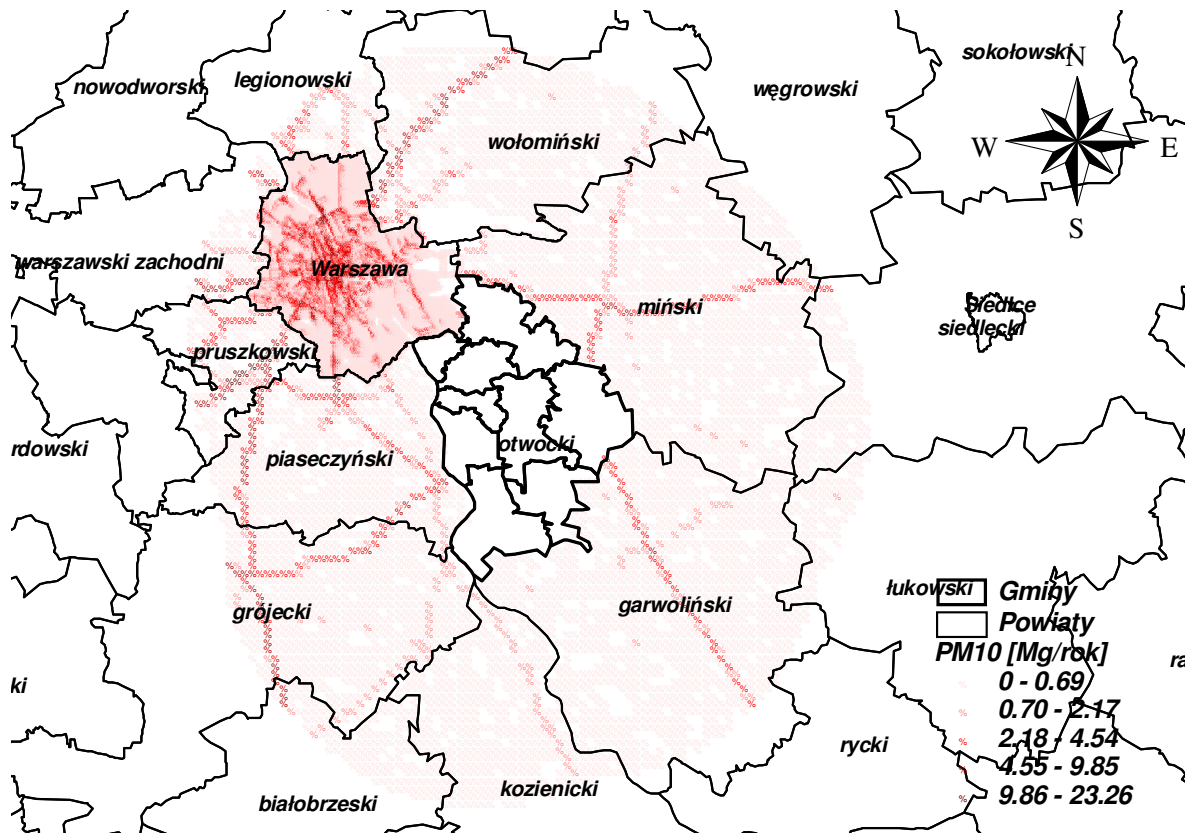 sokołowski
N
legionowski
nowodworski
węgrowski
wołomiński
W
E
S
warszawski zachodni
Warszawa
miński
Siedlce
siedlecki
pruszkowski
rdowski
otwocki
piaseczyński
łukowski
Gminy
grójecki
garwoliński
Powiaty
PM10 [Mg/rok]
ra
ki
0 - 0.69
0.70 - 2.17
2.18 - 4.54
rycki
4.55 - 9.85
kozienicki
9.86 - 23.26
białobrzeski